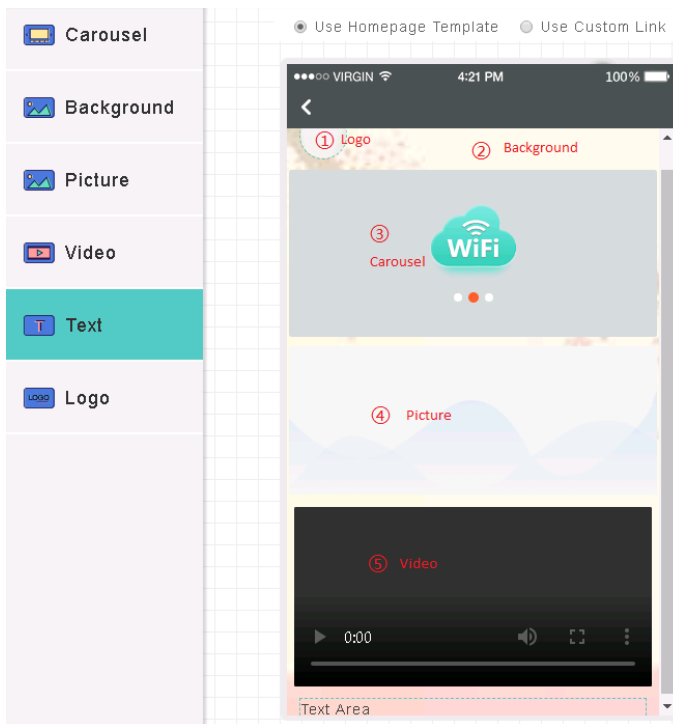 Carousel
Background
Picture
Video
Text
Logo
LOGO
Use Homepage Template
Use Custom Link
VIRGIN
4:21 PM
100%
① Logo
② Background
③
Carousel
WiFi
④ Picture
⑤ Video
0:00
Text Area